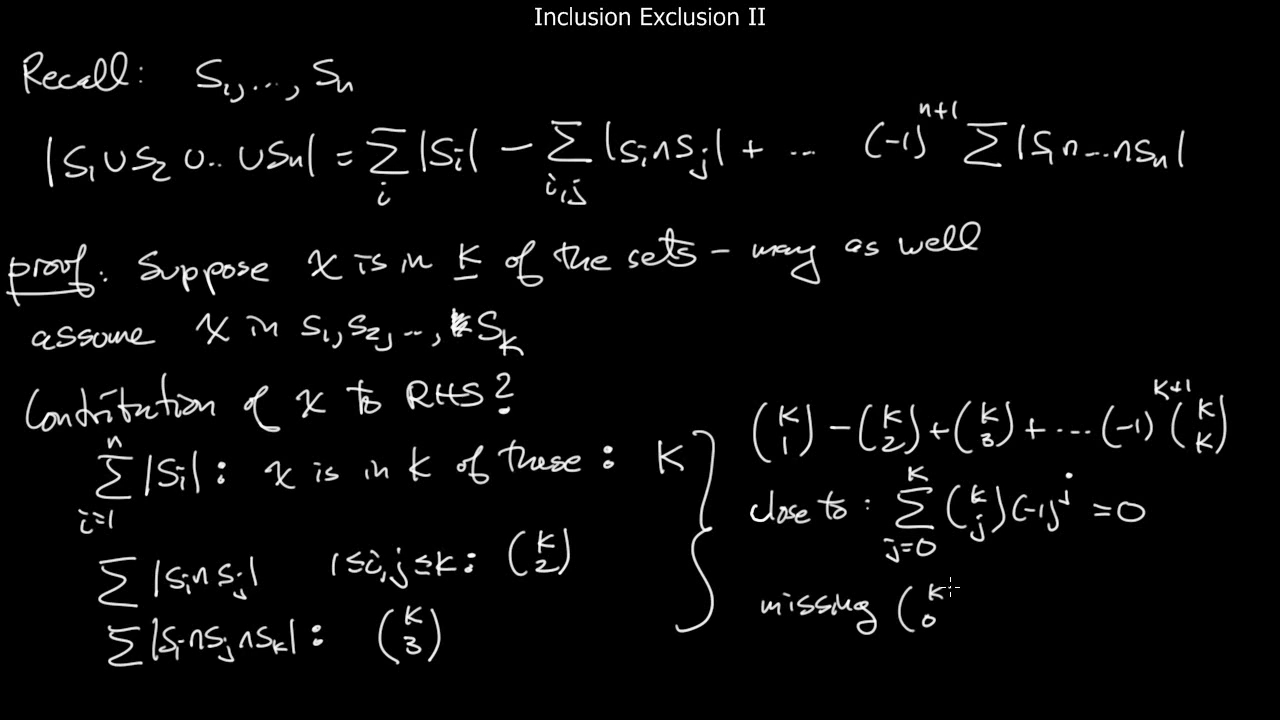 Inclusion Exclusion II
Recall: S₁, ..., Sₙ
|S₁ ∪ S₂ ∪ .. ∪ Sₙ| = ∑_i |Sᵢ| − ∑_{i,j} |Sᵢ ∩ Sⱼ| + ... (-1)^{n+1} ∑ |S₁ ∩ ... ∩ Sₙ|
proof: Suppose x is in K of the sets – may as well
assume x in S₁, S₂, ..., S_K
Contribution of x to RHS?
∑_{i=1}^{n} |Sᵢ| : x is in K of these : K
∑ |Sᵢ ∩ Sⱼ| 1 ≤ i, j ≤ K : (K 2)
∑ |Sᵢ ∩ Sⱼ ∩ S_K| : (K 3)
(K 1) − (K 2) + (K 3) + .... (-1)^{K+1} (K K)
close to : ∑_{j=0}^{K} (K j) (-1)^j = 0
missing (K 0